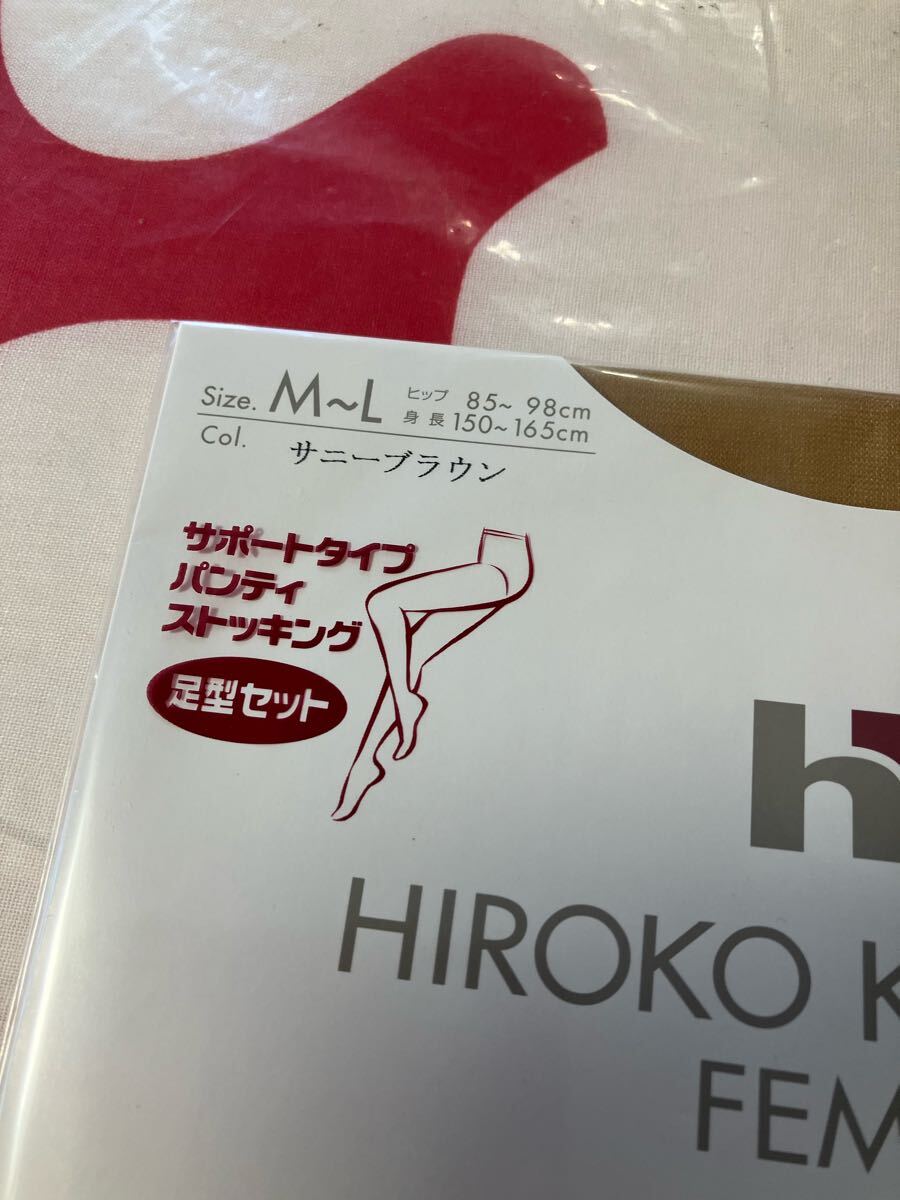 Size. M~L ヒップ 85~ 98cm
身長 150~165cm
Col. サニーブラウン
サポートタイプ
パンティ
ストッキング
足型セット
h
HIROKO K
FEM